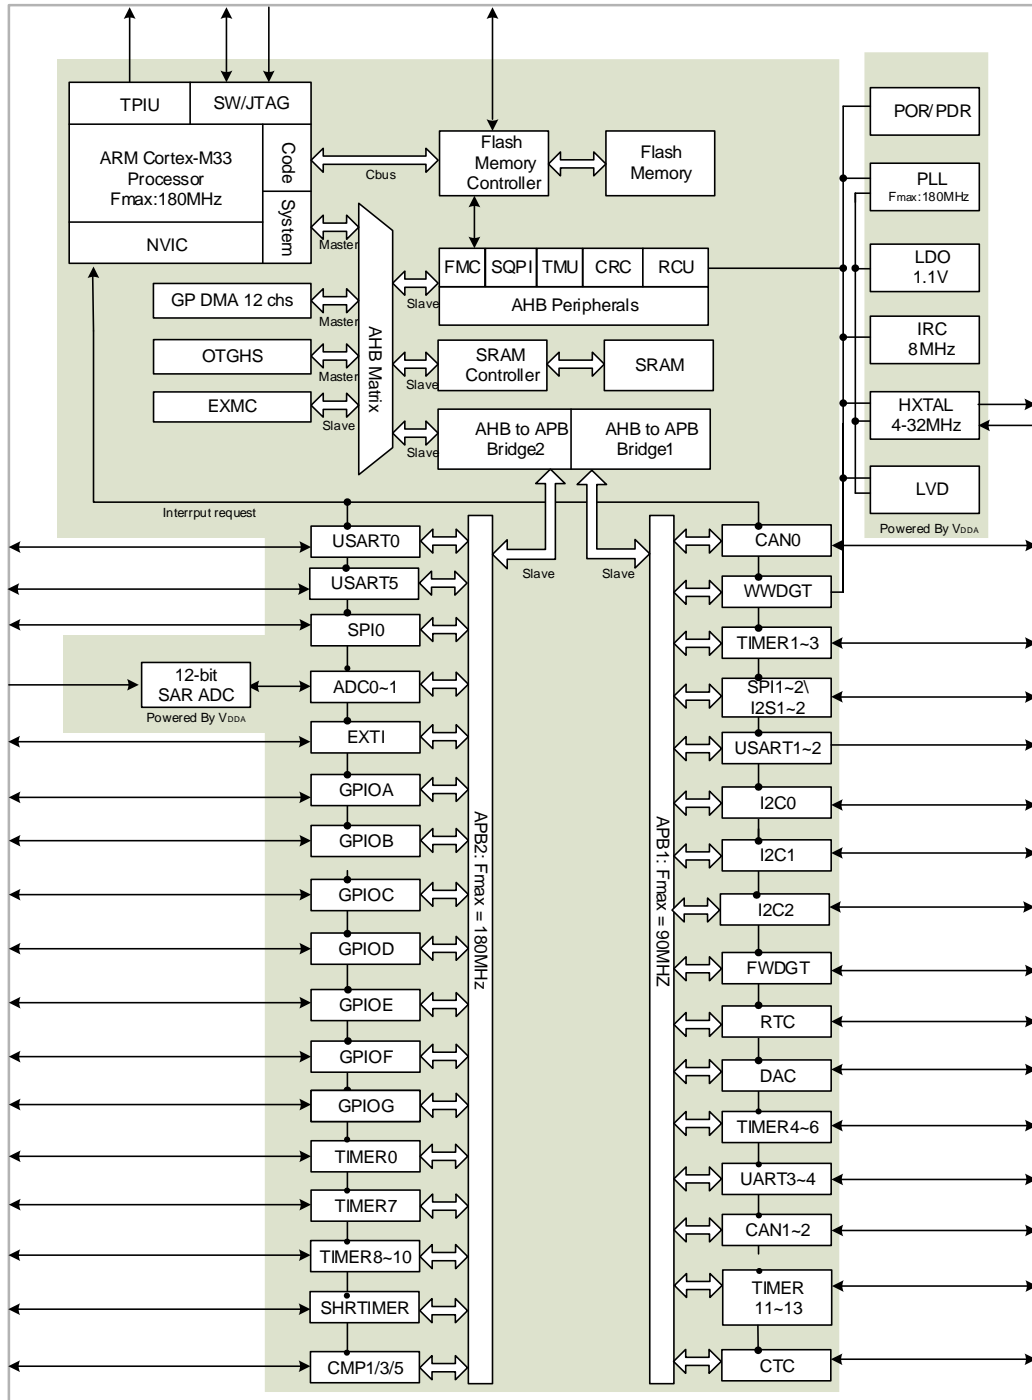 TPIU
SW/JTAG
ARM Cortex-M33
Processor
Fmax:180MHz
Code
System
NVIC
Cbus
Flash
Memory
Controller
Flash
Memory
POR/PDR
PLL
Fmax:180MHz
LDO
1.1V
IRC
8MHz
HXTAL
4-32MHz
LVD
Powered By VDDA
Master
FMC
SQPI
TMU
CRC
RCU
AHB Peripherals
Slave
GP DMA 12 chs
Master
OTGHS
Master
EXMC
Slave
AHB Matrix
SRAM
Controller
SRAM
Slave
AHB to APB
Bridge2
AHB to APB
Bridge1
Slave
Interrput request
Slave
Slave
USART0
USART5
SPI0
12-bit
SAR ADC
Powered By VDDA
ADC0~1
EXTI
GPIOA
GPIOB
GPIOC
GPIOD
GPIOE
GPIOF
GPIOG
TIMER0
TIMER7
TIMER8~10
SHRTIMER
CMP1/3/5
APB2: Fmax = 180MHz
APB1: Fmax = 90MHZ
CAN0
WWDGT
TIMER1~3
SPI1~2\
I2S1~2
USART1~2
I2C0
I2C1
I2C2
FWDGT
RTC
DAC
TIMER4~6
UART3~4
CAN1~2
TIMER
11~13
CTC